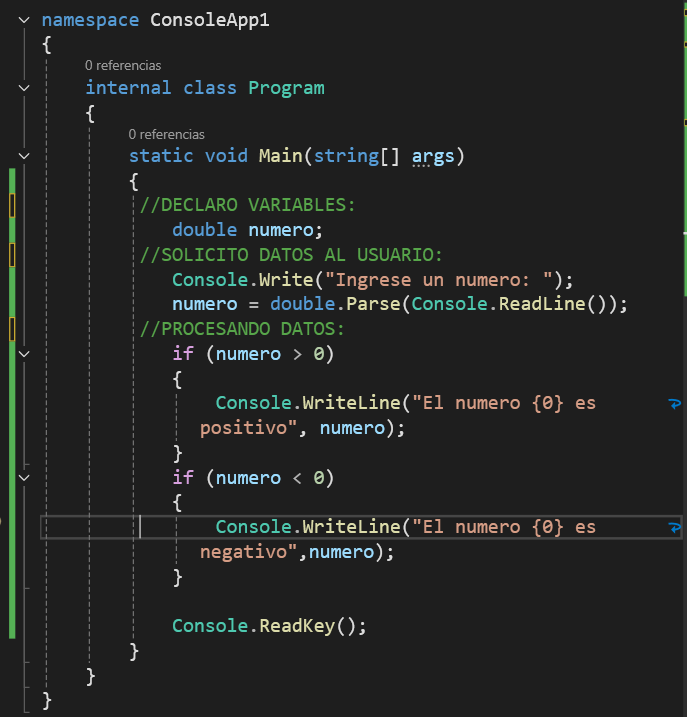 namespace ConsoleApp1
{
0 referencias
internal class Program
{
0 referencias
static void Main(string[] args)
{
//DECLARO VARIABLES:
double numero;
//SOLICITO DATOS AL USUARIO:
Console.Write("Ingrese un numero: ");
numero = double.Parse(Console.ReadLine());
//PROCESANDO DATOS:
if (numero > 0)
{
Console.WriteLine("El numero {0} es
positivo", numero);
}
if (numero < 0)
{
Console.WriteLine("El numero {0} es
negativo",numero);
}
Console.ReadKey();
}
}
}